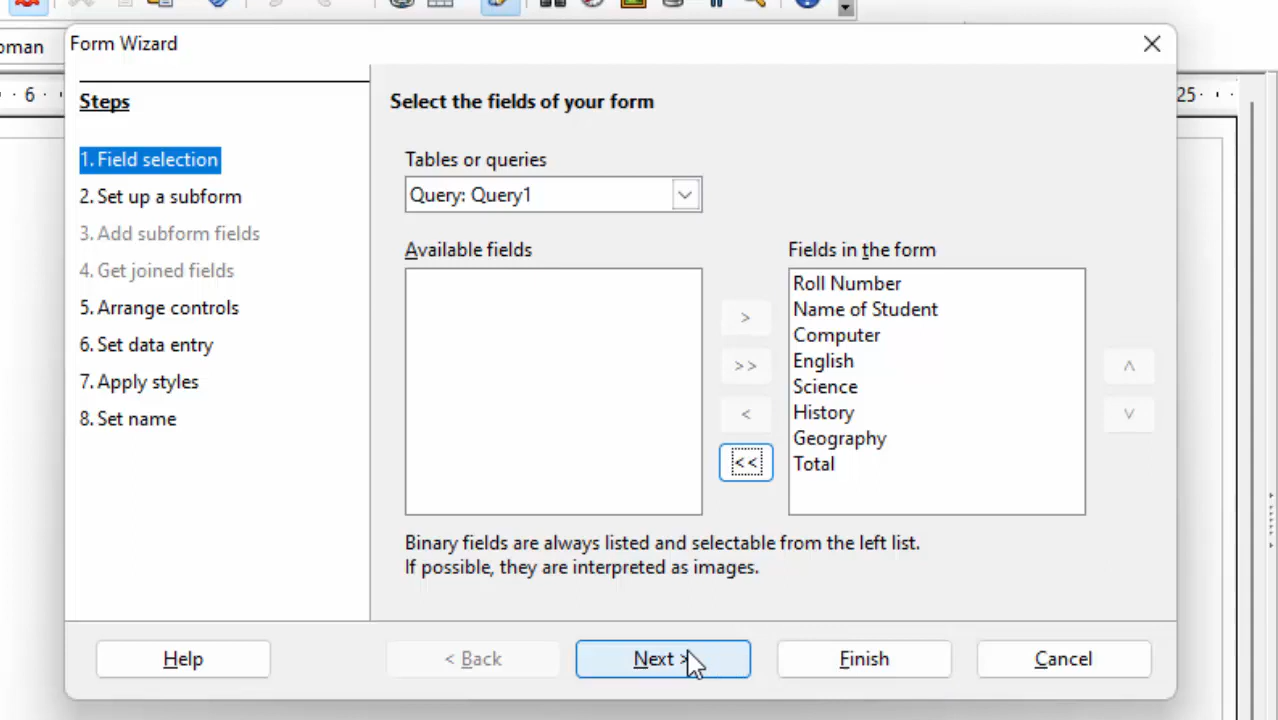 Form Wizard
oman
6
25
Steps
1. Field selection
2. Set up a subform
3. Add subform fields
4. Get joined fields
5. Arrange controls
6. Set data entry
7. Apply styles
8. Set name
Select the fields of your form
Tables or queries
Query: Query1
Available fields
Fields in the form
Roll Number
Name of Student
Computer
English
Science
History
Geography
Total
>
>>
<
<<
Binary fields are always listed and selectable from the left list.
If possible, they are interpreted as images.
Help
< Back
Next >
Finish
Cancel